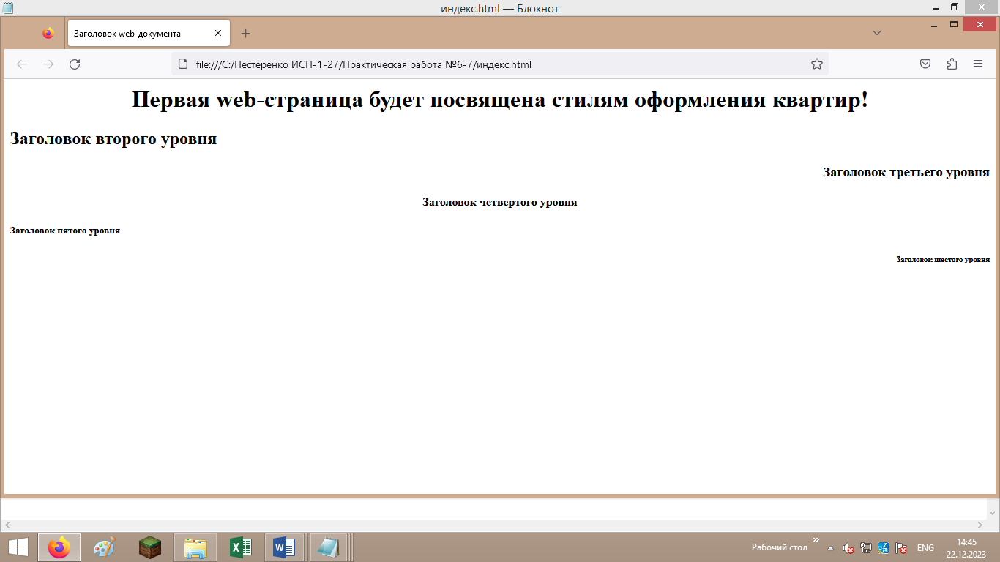 индекс.html — Блокнот
Заголовок web-документа
file:///C:/Нестеренко ИСП-1-27/Практическая работа №6-7/индекс.html
Первая web-страница будет посвящена стилям оформления квартир!
Заголовок второго уровня
Заголовок третьего уровня
Заголовок четвертого уровня
Заголовок пятого уровня
Заголовок шестого уровня
Рабочий стол
ENG
14:45
22.12.2023